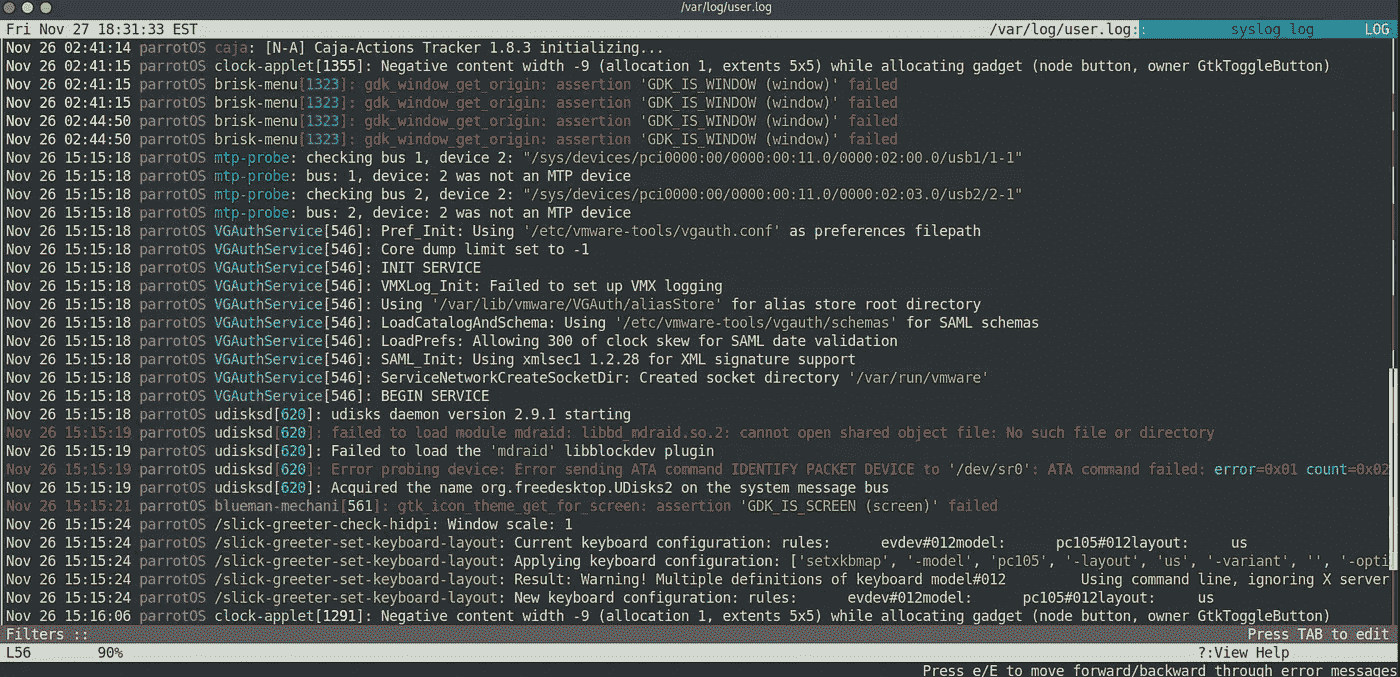 /var/log/user.log
Fri Nov 27 18:31:33 EST /var/log/user.log: syslog_log LOG
Nov 26 02:41:14 parrotOS caja: [N-A] Caja-Actions Tracker 1.8.3 initializing...
Nov 26 02:41:15 parrotOS clock-applet[1355]: Negative content width -9 (allocation 1, extents 5x5) while allocating gadget (node button, owner GtkToggleButton)
Nov 26 02:41:15 parrotOS brisk-menu[1323]: gdk_window_get_origin: assertion 'GDK_IS_WINDOW (window)' failed
Nov 26 02:41:15 parrotOS brisk-menu[1323]: gdk_window_get_origin: assertion 'GDK_IS_WINDOW (window)' failed
Nov 26 02:44:50 parrotOS brisk-menu[1323]: gdk_window_get_origin: assertion 'GDK_IS_WINDOW (window)' failed
Nov 26 02:44:50 parrotOS brisk-menu[1323]: gdk_window_get_origin: assertion 'GDK_IS_WINDOW (window)' failed
Nov 26 15:15:18 parrotOS mtp-probe: checking bus 1, device 2: "/sys/devices/pci0000:00/0000:00:11.0/0000:02:00.0/usb1/1-1"
Nov 26 15:15:18 parrotOS mtp-probe: bus: 1, device: 2 was not an MTP device
Nov 26 15:15:18 parrotOS mtp-probe: checking bus 2, device 2: "/sys/devices/pci0000:00/0000:00:11.0/0000:02:03.0/usb2/2-1"
Nov 26 15:15:18 parrotOS mtp-probe: bus: 2, device: 2 was not an MTP device
Nov 26 15:15:18 parrotOS VGAuthService[546]: Pref_Init: Using '/etc/vmware-tools/vgauth.conf' as preferences filepath
Nov 26 15:15:18 parrotOS VGAuthService[546]: Core dump limit set to -1
Nov 26 15:15:18 parrotOS VGAuthService[546]: INIT SERVICE
Nov 26 15:15:18 parrotOS VGAuthService[546]: VMXLog_Init: Failed to set up VMX logging
Nov 26 15:15:18 parrotOS VGAuthService[546]: Using '/var/lib/vmware/VGAuth/aliasStore' for alias store root directory
Nov 26 15:15:18 parrotOS VGAuthService[546]: LoadCatalogAndSchema: Using '/etc/vmware-tools/vgauth/schemas' for SAML schemas
Nov 26 15:15:18 parrotOS VGAuthService[546]: LoadPrefs: Allowing 300 of clock skew for SAML date validation
Nov 26 15:15:18 parrotOS VGAuthService[546]: SAML_Init: Using xmlsec1 1.2.28 for XML signature support
Nov 26 15:15:18 parrotOS VGAuthService[546]: ServiceNetworkCreateSocketDir: Created socket directory '/var/run/vmware'
Nov 26 15:15:18 parrotOS VGAuthService[546]: BEGIN SERVICE
Nov 26 15:15:18 parrotOS udisksd[620]: udisks daemon version 2.9.1 starting
Nov 26 15:15:19 parrotOS udisksd[620]: failed to load module mdraid: libbd_mdraid.so.2: cannot open shared object file: No such file or directory
Nov 26 15:15:19 parrotOS udisksd[620]: Failed to load the 'mdraid' libblockdev plugin
Nov 26 15:15:19 parrotOS udisksd[620]: Error probing device: Error sending ATA command IDENTIFY PACKET DEVICE to '/dev/sr0': ATA command failed: error=0x01 count=0x02
Nov 26 15:15:19 parrotOS udisksd[620]: Acquired the name org.freedesktop.UDisks2 on the system message bus
Nov 26 15:15:21 parrotOS blueman-mechani[561]: gtk_icon_theme_get_for_screen: assertion 'GDK_IS_SCREEN (screen)' failed
Nov 26 15:15:24 parrotOS /slick-greeter-check-hidpi: Window scale: 1
Nov 26 15:15:24 parrotOS /slick-greeter-set-keyboard-layout: Current keyboard configuration: rules: evdev#012model: pc105#012layout: us
Nov 26 15:15:24 parrotOS /slick-greeter-set-keyboard-layout: Applying keyboard configuration: ['setxkbmap', '-model', 'pc105', '-layout', 'us', '-variant', '', '-opti
Nov 26 15:15:24 parrotOS /slick-greeter-set-keyboard-layout: Result: Warning! Multiple definitions of keyboard model#012 Using command line, ignoring X server
Nov 26 15:15:24 parrotOS /slick-greeter-set-keyboard-layout: New keyboard configuration: rules: evdev#012model: pc105#012layout: us
Nov 26 15:16:06 parrotOS clock-applet[1291]: Negative content width -9 (allocation 1, extents 5x5) while allocating gadget (node button, owner GtkToggleButton)
Filters :: Press TAB to edit
L56 90% ?:View Help
Press e/E to move forward/backward through error messages